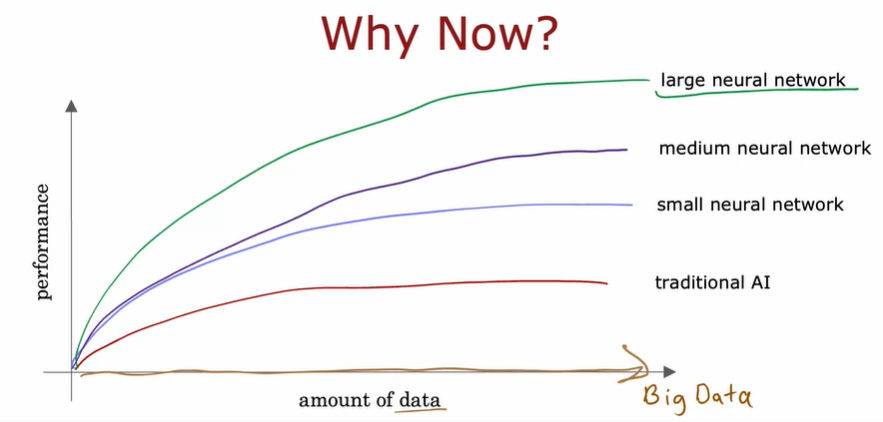 Why Now?
large neural network
medium neural network
small neural network
traditional AI
performance
amount of data
Big Data